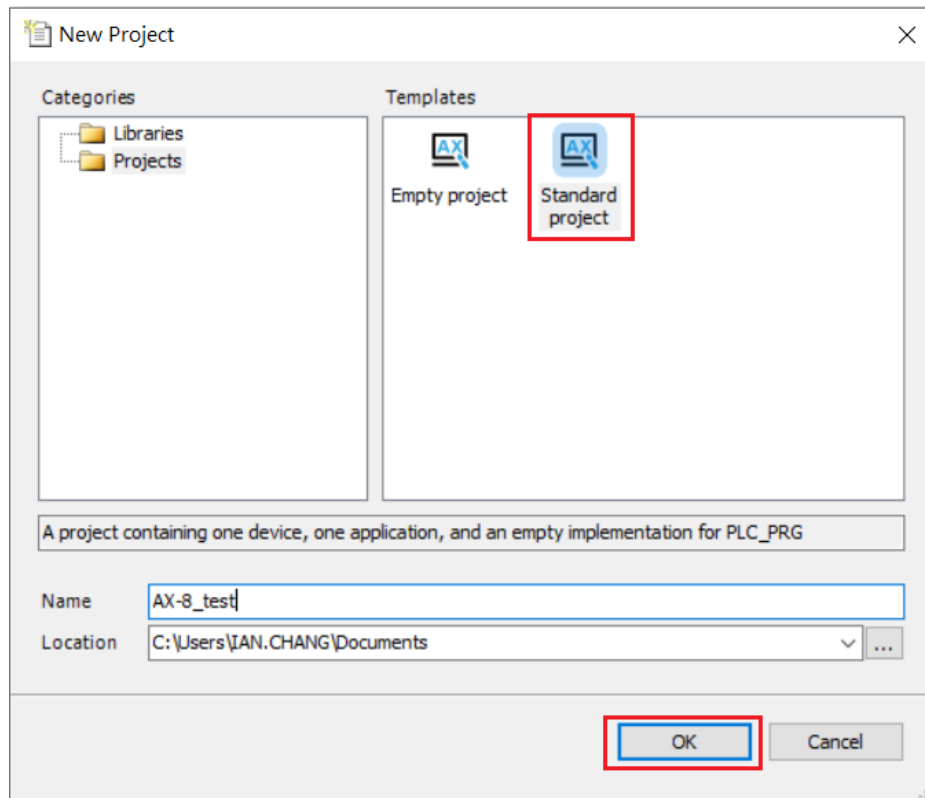 New Project
Categories
Templates
Libraries
Projects
AX
Empty project
AX
Standard
project
A project containing one device, one application, and an empty implementation for PLC_PRG
Name
AX-8_test
Location
C:\Users\IAN.CHANG\Documents
...
OK
Cancel